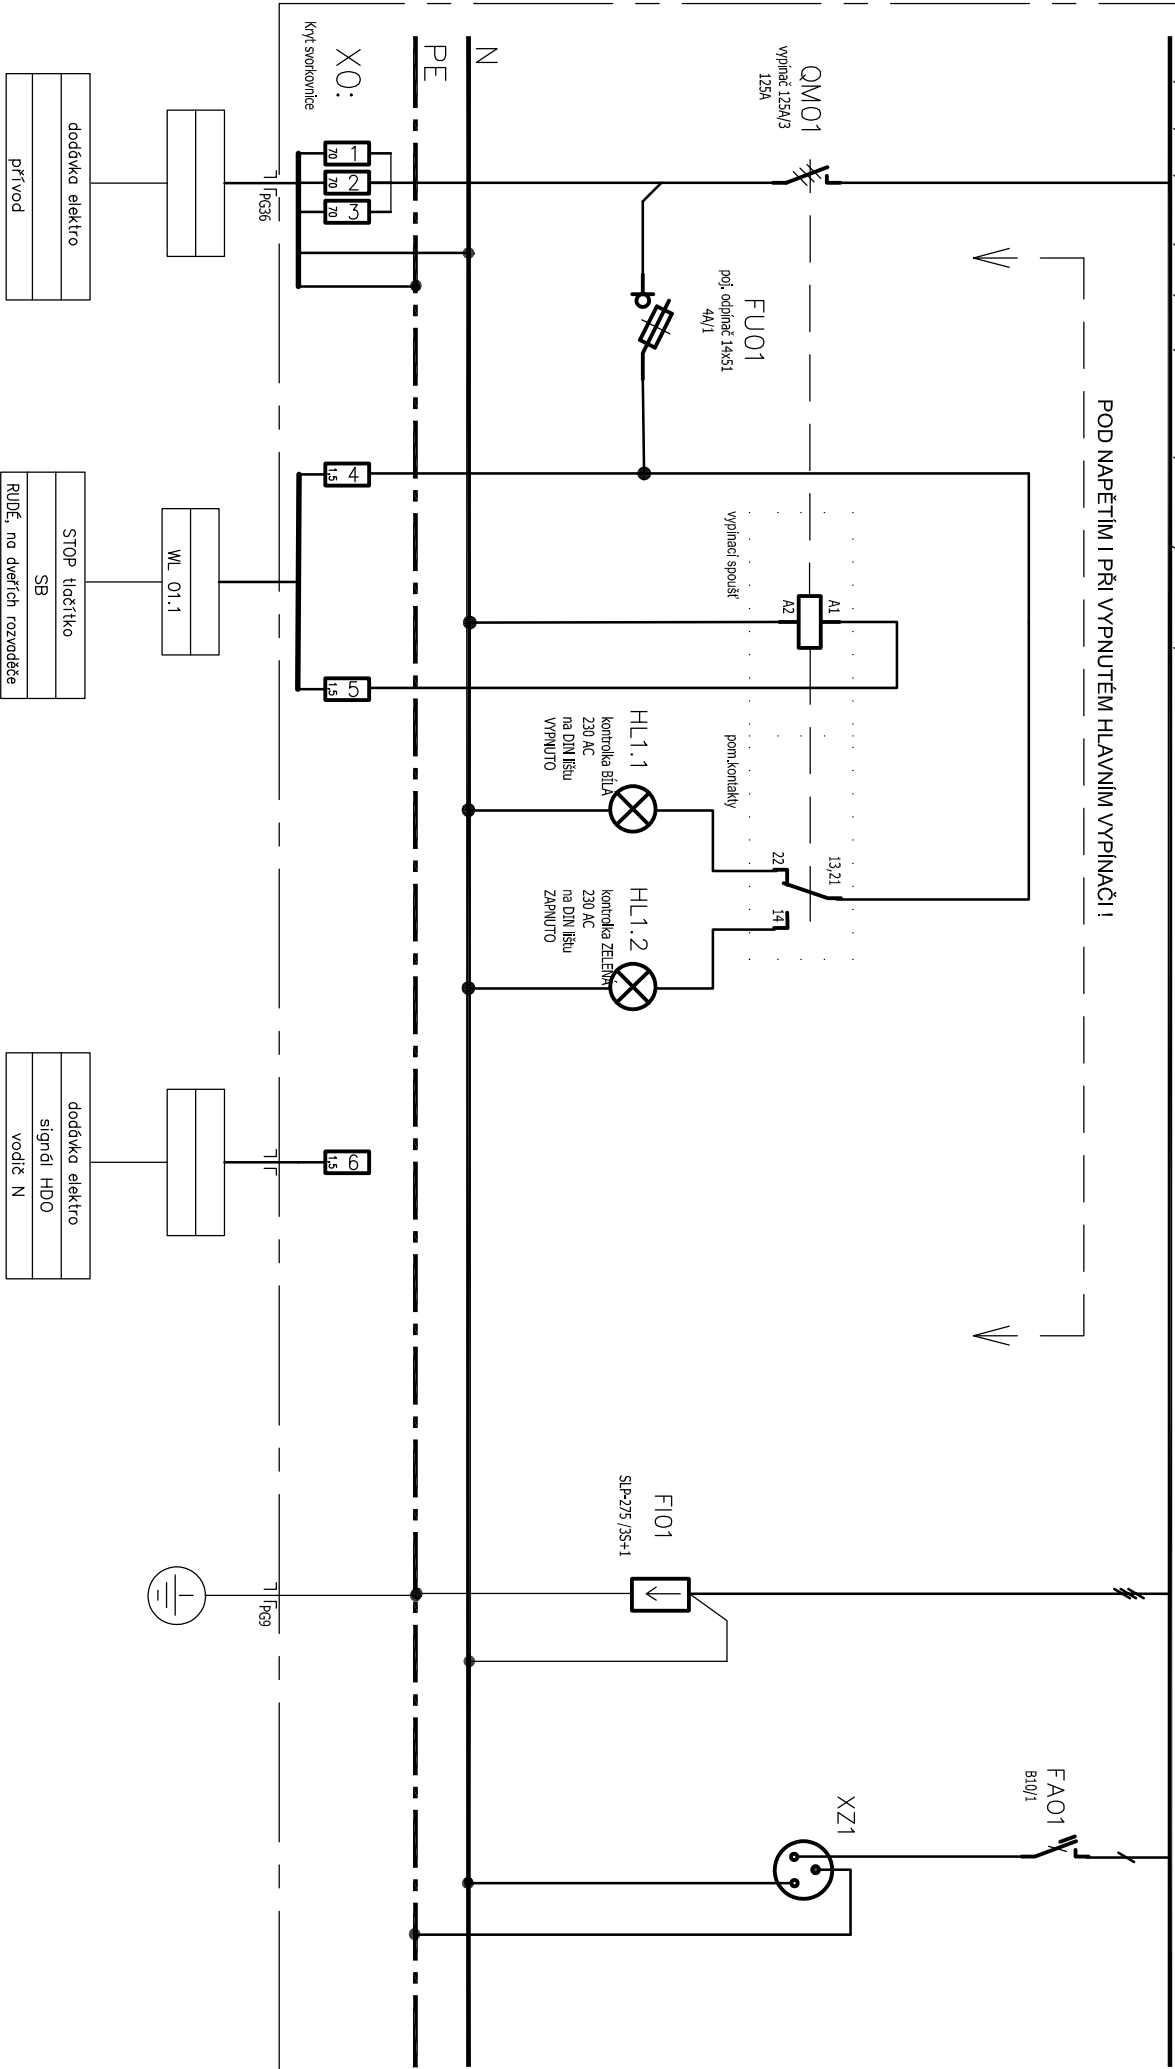 POD NAPĚTÍM I PŘI VYPNUTÉM HLAVNÍM VYPÍNAČI !
QM01
vypínač 125A/3
125A
FU01
poj. odpínač 14x51
4A/1
vypínací spoušť
A1
A2
pom.kontakty
13,21
22
14
HL1.1
kontrolka BÍLÁ
230 AC
na DIN lištu
VYPNUTO
HL1.2
kontrolka ZELENÁ
230 AC
na DIN lištu
ZAPNUTO
FI01
SLP-275 /3S+1
FA01
B10/1
XZ1
N
PE
X0:
Kryt svorkovnice
1
70
2
70
3
70
4
1,5
5
1,5
6
1,5
PG36
PG9
WL 01.1
dodávka elektro
přívod
STOP tlačítko
SB
RUDÉ, na dveřích rozvaděče
dodávka elektro
signál HDO
vodič N